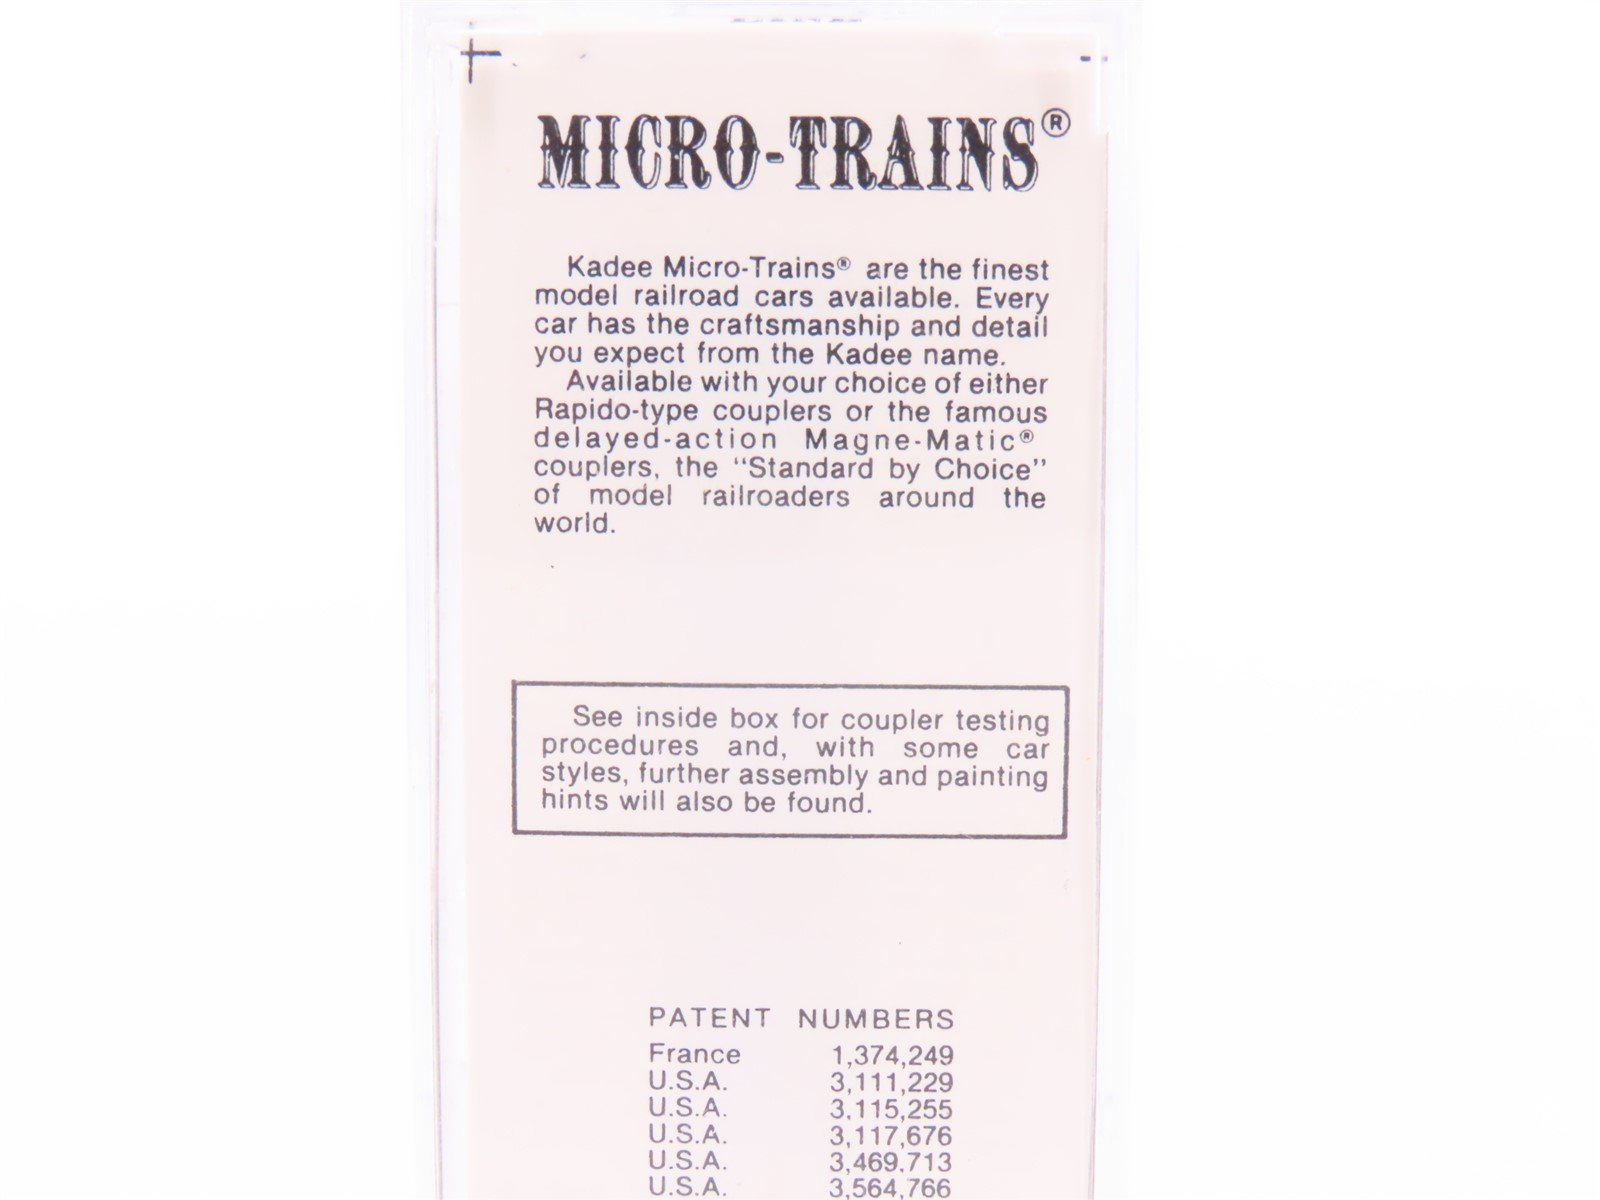 MICRO-TRAINS®
Kadee Micro-Trains® are the finest
model railroad cars available. Every
car has the craftsmanship and detail
you expect from the Kadee name.
Available with your choice of either
Rapido-type couplers or the famous
delayed-action Magne-Matic®
couplers, the “Standard by Choice”
of model railroaders around the
world.
See inside box for coupler testing
procedures and, with some car
styles, further assembly and painting
hints will also be found.
PATENT NUMBERS
France 1,374,249
U.S.A. 3,111,229
U.S.A. 3,115,255
U.S.A. 3,117,676
U.S.A. 3,469,713
U.S.A. 3,564,766